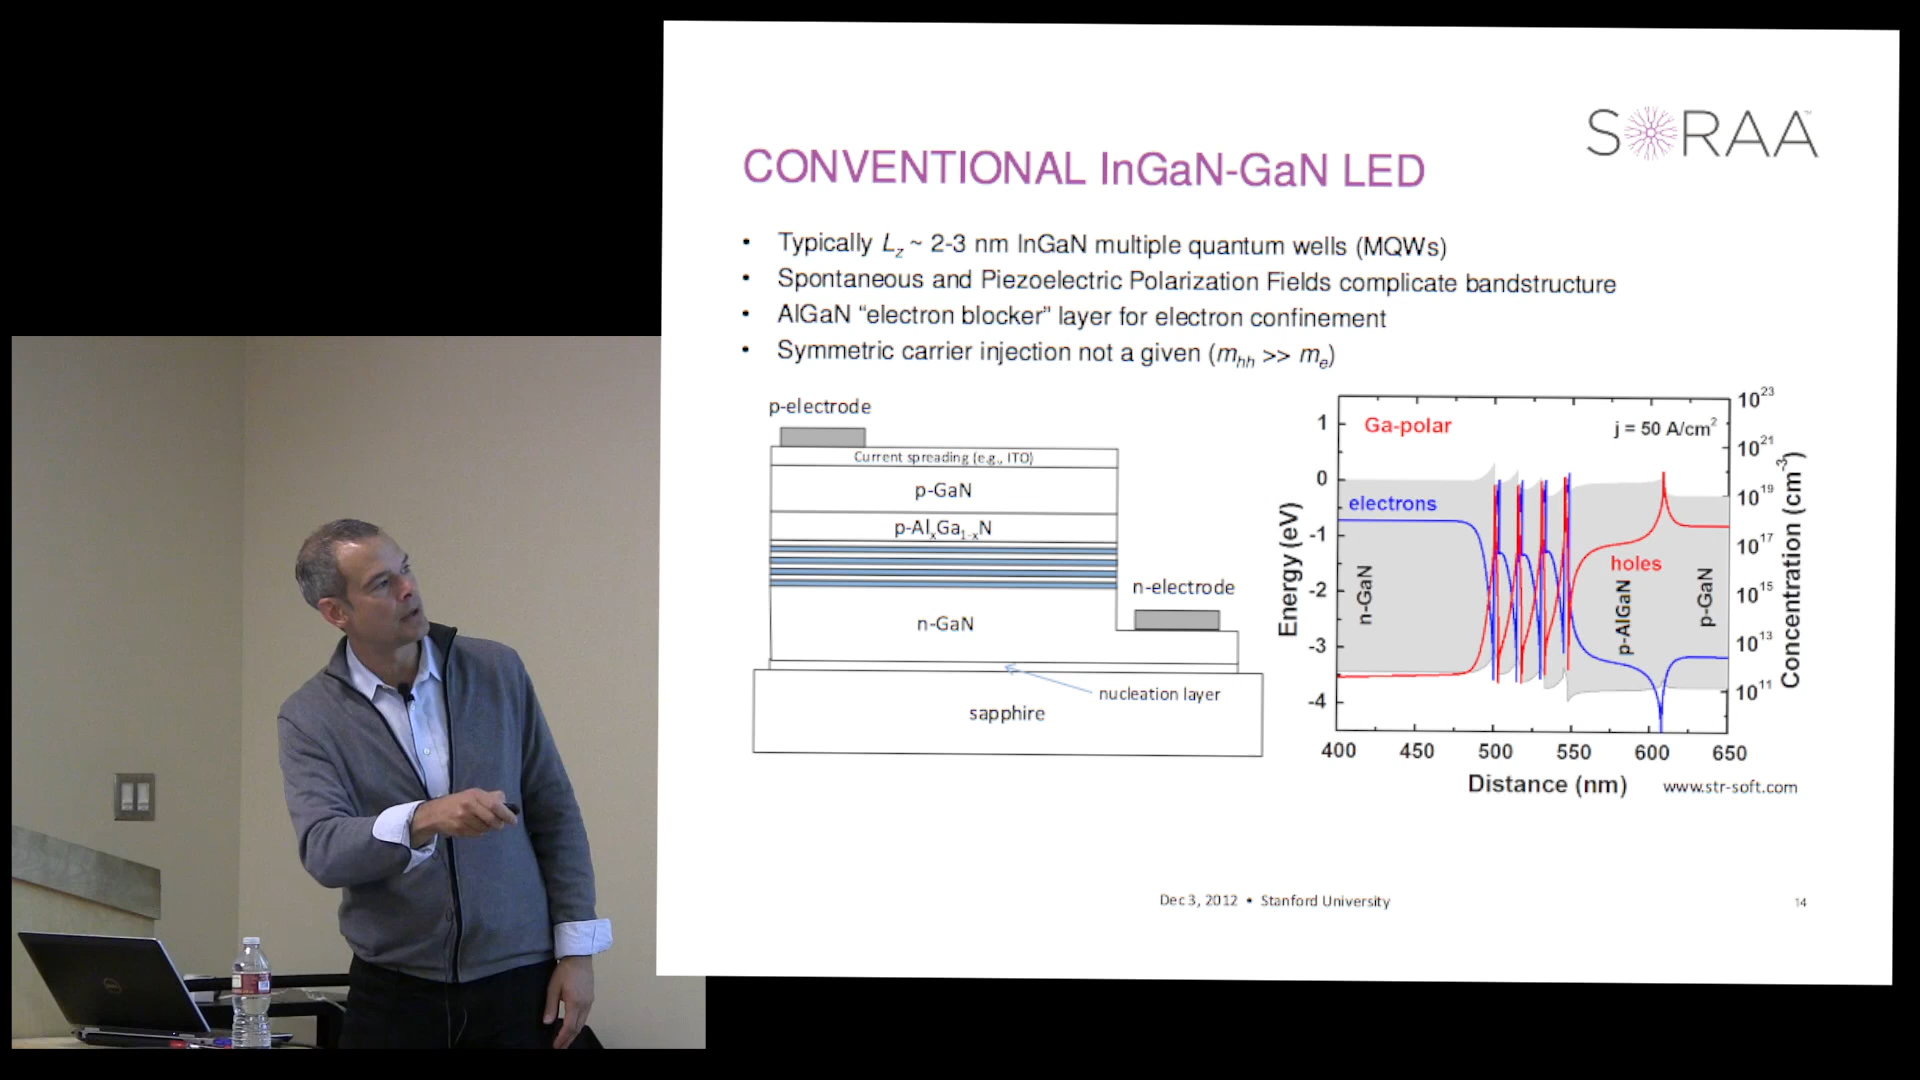 SORAA
CONVENTIONAL InGaN-GaN LED
• Typically Lz ~ 2-3 nm InGaN multiple quantum wells (MQWs)
• Spontaneous and Piezoelectric Polarization Fields complicate bandstructure
• AlGaN “electron blocker” layer for electron confinement
• Symmetric carrier injection not a given (mhh >> me)
p-electrode
Current spreading (e.g., ITO)
p-GaN
p-AlxGa1-xN
n-electrode
n-GaN
nucleation layer
sapphire
Ga-polar
j = 50 A/cm2
electrons
holes
n-GaN
p-AlGaN
p-GaN
Energy (eV)
1
0
-1
-2
-3
-4
Concentration (cm-3)
10^23
10^21
10^19
10^17
10^15
10^13
10^11
400 450 500 550 600 650
Distance (nm)
www.str-soft.com
Dec 3, 2012 • Stanford University
14